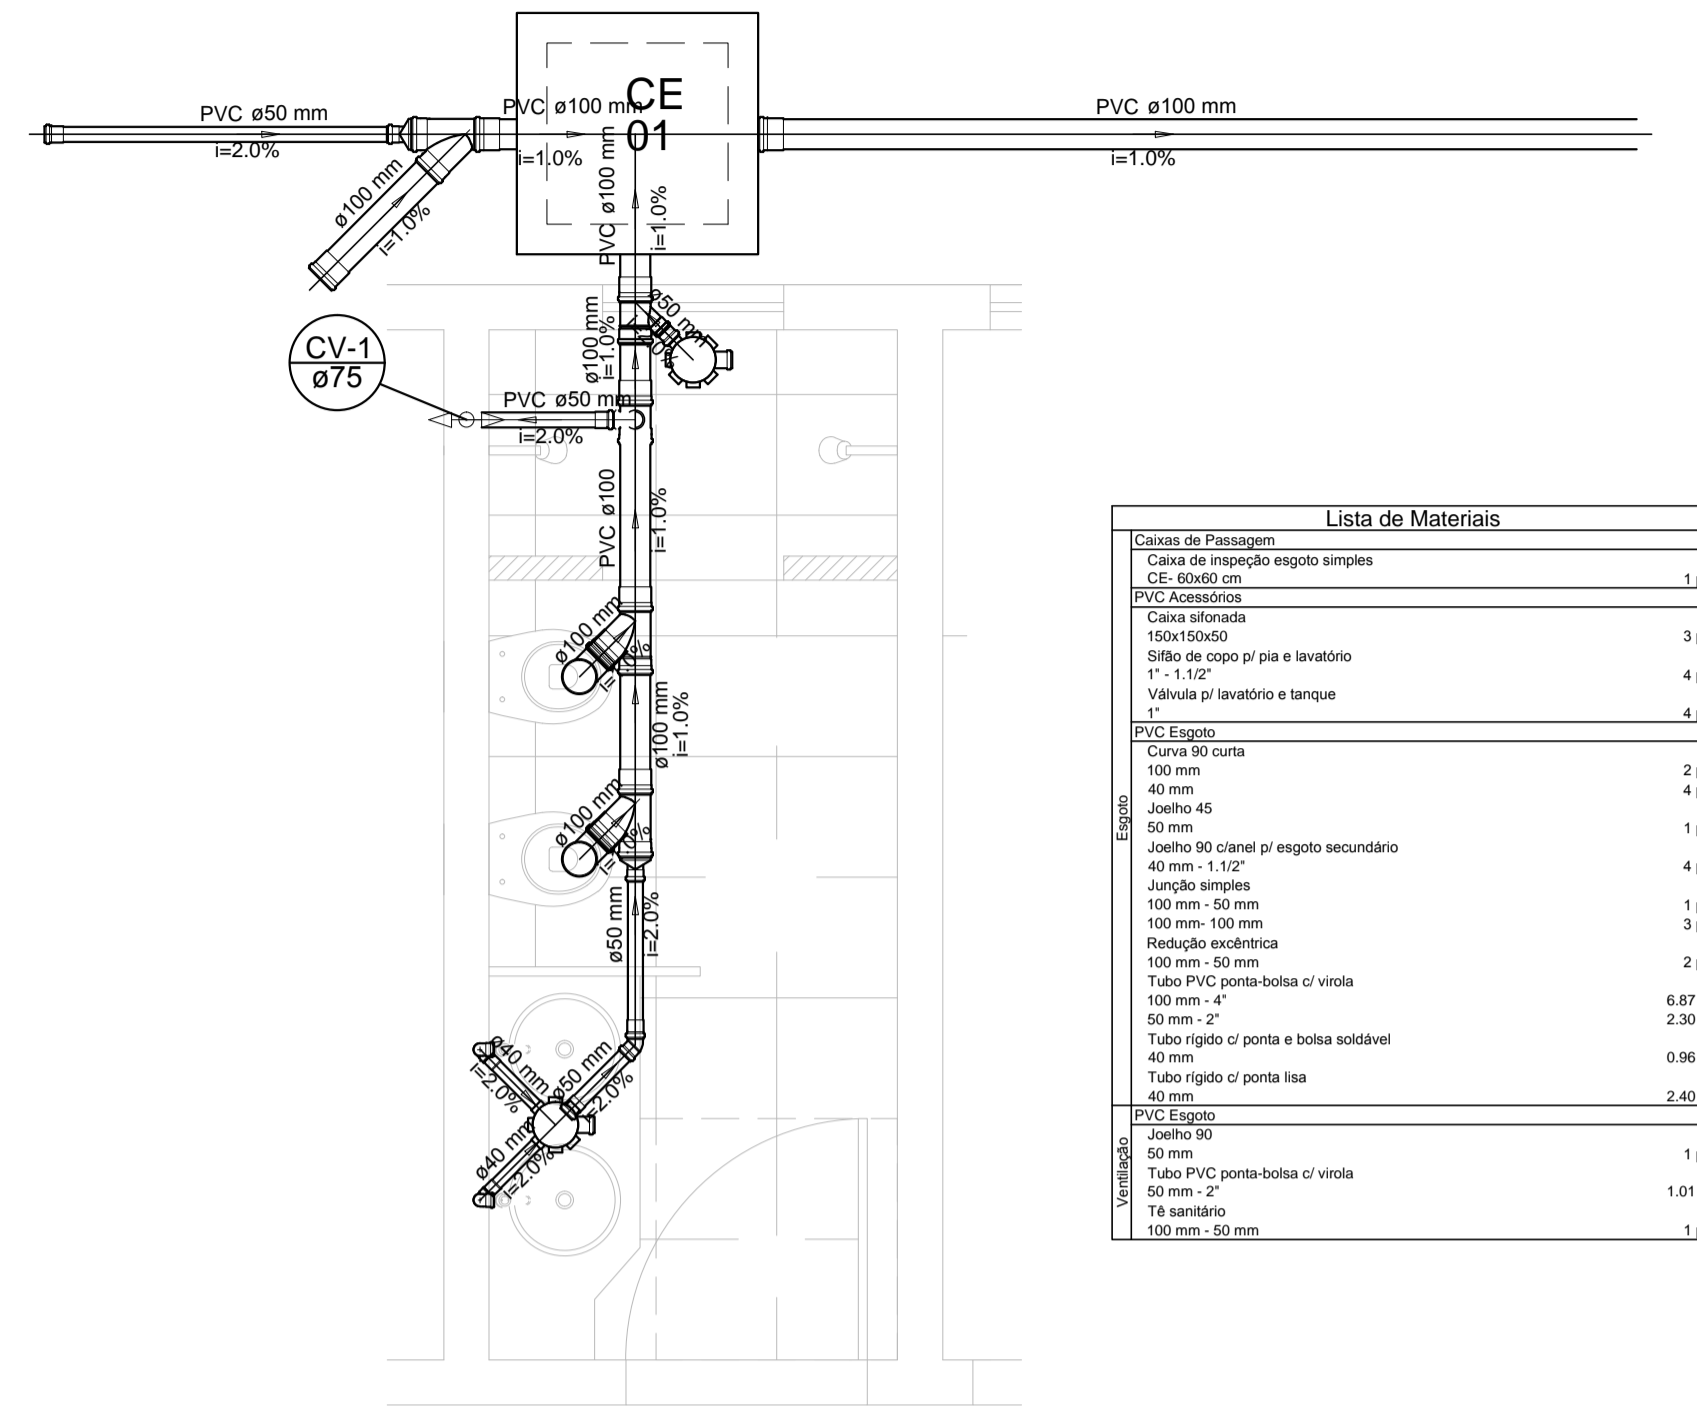 PVC ø50 mm
i=2.0%
PVC ø100 mm
i=1.0%
CE
01
PVC ø100 mm
i=1.0%
ø100 mm
i=1.0%
PVC ø100 mm
i=1.0%
ø50 mm
ø100 mm
i=1.0%
CV-1
ø75
PVC ø50 mm
i=2.0%
PVC ø100
i=1.0%
ø100 mm
ø100 mm
i=1.0%
ø100 mm
ø50 mm
i=2.0%
ø40 mm
i=2.0%
ø50 mm
i=2.0%
ø40 mm
i=2.0%
Lista de Materiais
Esgoto
Caixas de Passagem
Caixa de inspeção esgoto simples
CE- 60x60 cm 1 p
PVC Acessórios
Caixa sifonada
150x150x50 3 p
Sifão de copo p/ pia e lavatório
1" - 1.1/2" 4 p
Válvula p/ lavatório e tanque
1" 4 p
PVC Esgoto
Curva 90 curta
100 mm 2 p
40 mm 4 p
Joelho 45
50 mm 1 p
Joelho 90 c/anel p/ esgoto secundário
40 mm - 1.1/2" 4 p
Junção simples
100 mm - 50 mm 1 p
100 mm- 100 mm 3 p
Redução excêntrica
100 mm - 50 mm 2 p
Tubo PVC ponta-bolsa c/ virola
100 mm - 4" 6.87
50 mm - 2" 2.30
Tubo rígido c/ ponta e bolsa soldável
40 mm 0.96
Tubo rígido c/ ponta lisa
40 mm 2.40
Ventilação
PVC Esgoto
Joelho 90
50 mm 1 p
Tubo PVC ponta-bolsa c/ virola
50 mm - 2" 1.01
Tê sanitário
100 mm - 50 mm 1 p